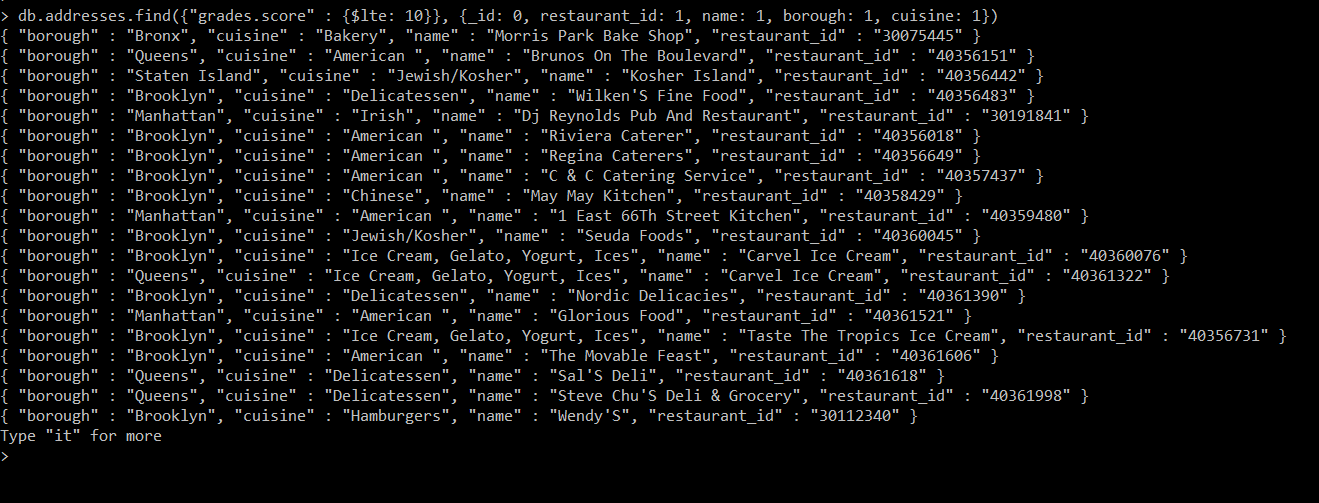 > db.addresses.find({"grades.score" : {$lte: 10}}, {_id: 0, restaurant_id: 1, name: 1, borough: 1, cuisine: 1})
{ "borough" : "Bronx", "cuisine" : "Bakery", "name" : "Morris Park Bake Shop", "restaurant_id" : "30075445" }
{ "borough" : "Queens", "cuisine" : "American ", "name" : "Brunos On The Boulevard", "restaurant_id" : "40356151" }
{ "borough" : "Staten Island", "cuisine" : "Jewish/Kosher", "name" : "Kosher Island", "restaurant_id" : "40356442" }
{ "borough" : "Brooklyn", "cuisine" : "Delicatessen", "name" : "Wilken'S Fine Food", "restaurant_id" : "40356483" }
{ "borough" : "Manhattan", "cuisine" : "Irish", "name" : "Dj Reynolds Pub And Restaurant", "restaurant_id" : "30191841" }
{ "borough" : "Brooklyn", "cuisine" : "American ", "name" : "Riviera Caterer", "restaurant_id" : "40356018" }
{ "borough" : "Brooklyn", "cuisine" : "American ", "name" : "Regina Caterers", "restaurant_id" : "40356649" }
{ "borough" : "Brooklyn", "cuisine" : "American ", "name" : "C & C Catering Service", "restaurant_id" : "40357437" }
{ "borough" : "Brooklyn", "cuisine" : "Chinese", "name" : "May May Kitchen", "restaurant_id" : "40358429" }
{ "borough" : "Manhattan", "cuisine" : "American ", "name" : "1 East 66Th Street Kitchen", "restaurant_id" : "40359480" }
{ "borough" : "Brooklyn", "cuisine" : "Jewish/Kosher", "name" : "Seuda Foods", "restaurant_id" : "40360045" }
{ "borough" : "Brooklyn", "cuisine" : "Ice Cream, Gelato, Yogurt, Ices", "name" : "Carvel Ice Cream", "restaurant_id" : "40360076" }
{ "borough" : "Queens", "cuisine" : "Ice Cream, Gelato, Yogurt, Ices", "name" : "Carvel Ice Cream", "restaurant_id" : "40361322" }
{ "borough" : "Brooklyn", "cuisine" : "Delicatessen", "name" : "Nordic Delicacies", "restaurant_id" : "40361390" }
{ "borough" : "Manhattan", "cuisine" : "American ", "name" : "Glorious Food", "restaurant_id" : "40361521" }
{ "borough" : "Brooklyn", "cuisine" : "Ice Cream, Gelato, Yogurt, Ices", "name" : "Taste The Tropics Ice Cream", "restaurant_id" : "40356731" }
{ "borough" : "Brooklyn", "cuisine" : "American ", "name" : "The Movable Feast", "restaurant_id" : "40361606" }
{ "borough" : "Queens", "cuisine" : "Delicatessen", "name" : "Sal'S Deli", "restaurant_id" : "40361618" }
{ "borough" : "Queens", "cuisine" : "Delicatessen", "name" : "Steve Chu'S Deli & Grocery", "restaurant_id" : "40361998" }
{ "borough" : "Brooklyn", "cuisine" : "Hamburgers", "name" : "Wendy'S", "restaurant_id" : "30112340" }
Type "it" for more
>